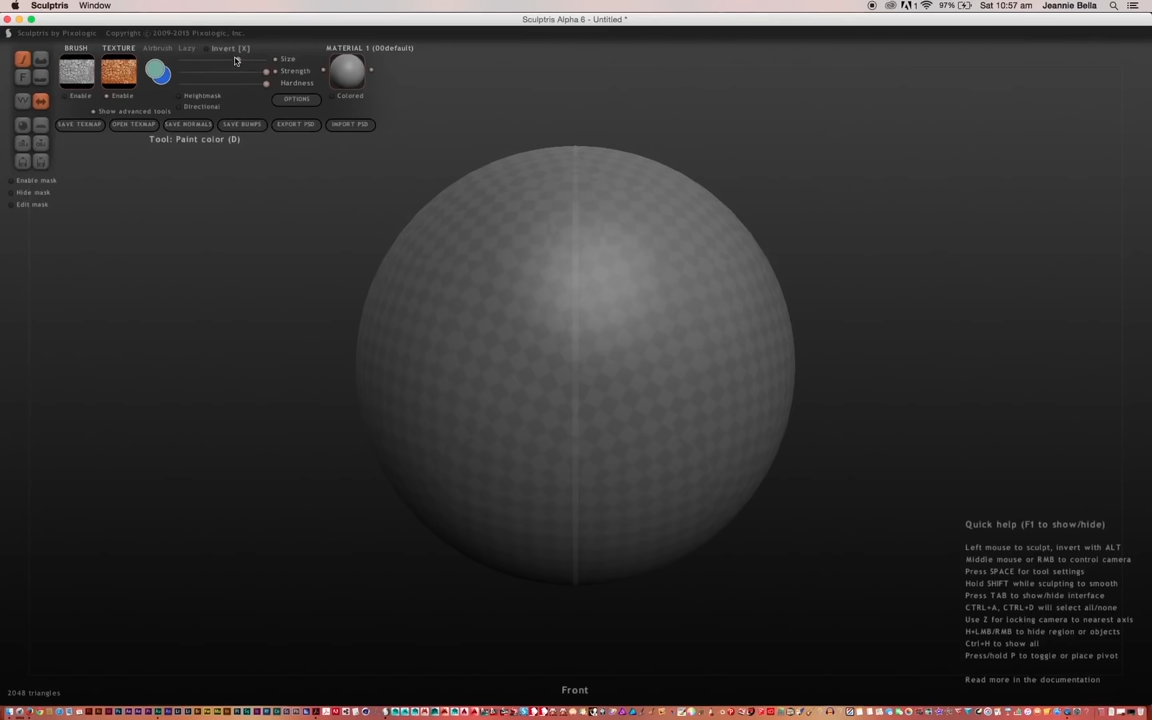 Sculptris Window
1 97% Sat 10:57 am Jeannie Bella
Sculptris Alpha 6 - Untitled *
Sculptris by Pixologic Copyright (C) 2009-2015 Pixologic, Inc.
BRUSH TEXTURE Airbrush Lazy Invert [X] MATERIAL 1 (00default)
Size
Strength
Hardness
Enable Enable Heightmask OPTIONS Colored
Show advanced tools Directional
SAVE TEXMAP OPEN TEXMAP SAVE NORMALS SAVE BUMPS EXPORT PSD IMPORT PSD
Tool: Paint color (D)
F
Enable mask
Hide mask
Edit mask
Quick help (F1 to show/hide)
Left mouse to sculpt, invert with ALT
Middle mouse or RMB to control camera
Press SPACE for tool settings
Hold SHIFT while sculpting to smooth
Press TAB to show/hide interface
CTRL+A, CTRL+D will select all/none
Use Z for locking camera to nearest axis
H+LMB/RMB to hide region or objects
Ctrl+H to show all
Press/hold P to toggle or place pivot
Read more in the documentation
2048 triangles
Front